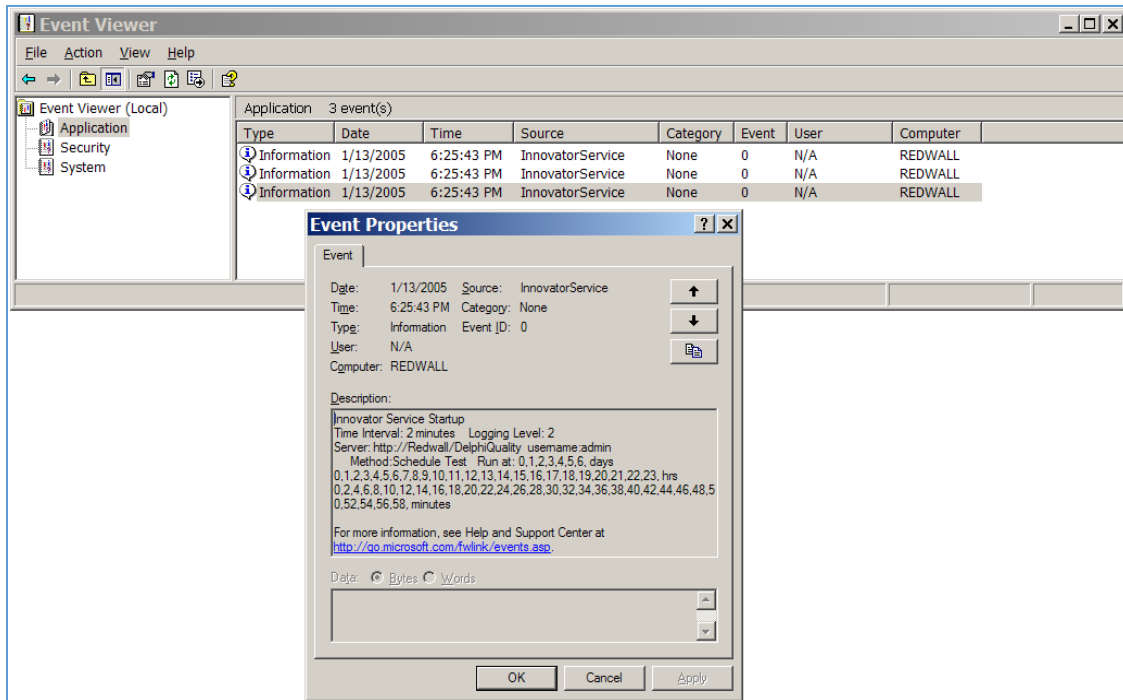 Event Viewer
File Action View Help
Event Viewer (Local)
Application
Security
System
Application 3 event(s)
Type Date Time Source Category Event User Computer
Information 1/13/2005 6:25:43 PM InnovatorService None 0 N/A REDWALL
Information 1/13/2005 6:25:43 PM InnovatorService None 0 N/A REDWALL
Information 1/13/2005 6:25:43 PM InnovatorService None 0 N/A REDWALL
Event Properties
Event
Date: 1/13/2005 Source: InnovatorService
Time: 6:25:43 PM Category: None
Type: Information Event ID: 0
User: N/A
Computer: REDWALL
Description:
Innovator Service Startup
Time Interval: 2 minutes Logging Level: 2
Server: http://Redwall/DelphiQuality username:admin
Method:Schedule Test Run at: 0,1,2,3,4,5,6, days
0,1,2,3,4,5,6,7,8,9,10,11,12,13,14,15,16,17,18,19,20,21,22,23, hrs
0,2,4,6,8,10,12,14,16,18,20,22,24,26,28,30,32,34,36,38,40,42,44,46,48,5
0,52,54,56,58, minutes
For more information, see Help and Support Center at
http://go.microsoft.com/fwlink/events.asp.
Data: Bytes Words
OK Cancel Apply